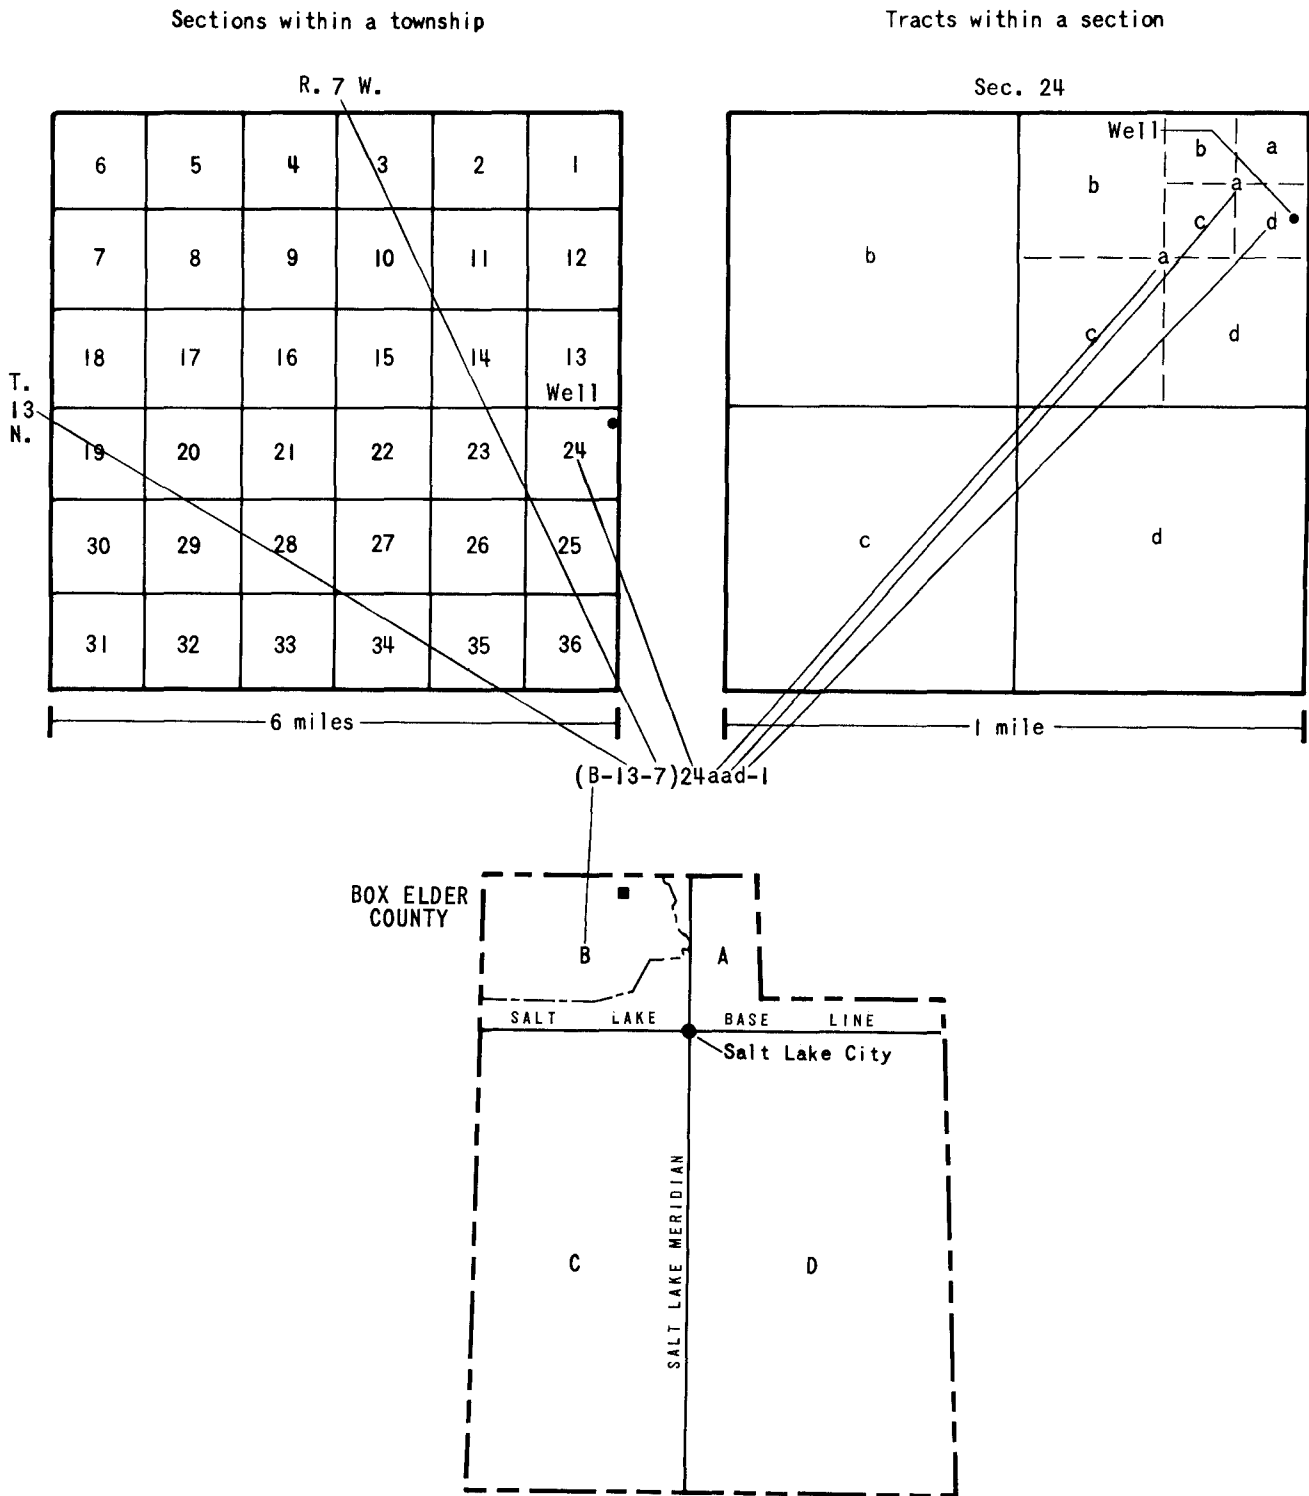 Sections within a township
Tracts within a section
R. 7 W.
Sec. 24
6 5 4 3 2 1
7 8 9 10 11 12
18 17 16 15 14 13
Well
T.
13
N.
19 20 21 22 23 24
30 29 28 27 26 25
31 32 33 34 35 36
6 miles
Well
b a
b a
c d
b a
c d
c d
1 mile
(B-13-7)24aad-1
BOX ELDER
COUNTY
B A
SALT LAKE BASE LINE
Salt Lake City
SALT LAKE MERIDIAN
C D